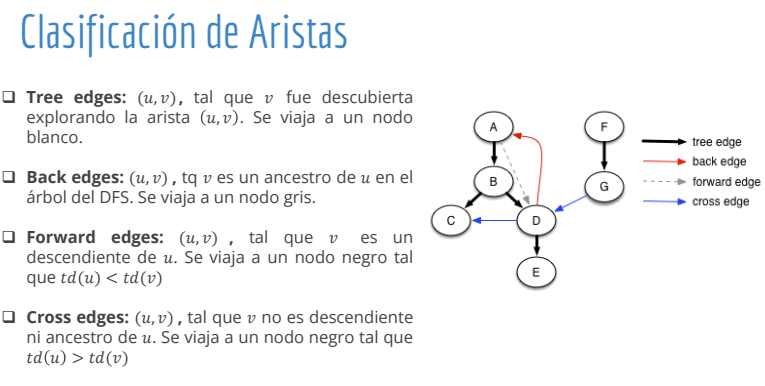 Clasificación de Aristas
❑ Tree edges: (u, v), tal que v fue descubierta
explorando la arista (u, v). Se viaja a un nodo
blanco.
❑ Back edges: (u, v) , tq v es un ancestro de u en el
árbol del DFS. Se viaja a un nodo gris.
❑ Forward edges: (u, v) , tal que v es un
descendiente de u. Se viaja a un nodo negro tal
que td(u) < td(v)
❑ Cross edges: (u, v) , tal que v no es descendiente
ni ancestro de u. Se viaja a un nodo negro tal que
td(u) > td(v)
A
F
B
G
C
D
E
tree edge
back edge
forward edge
cross edge